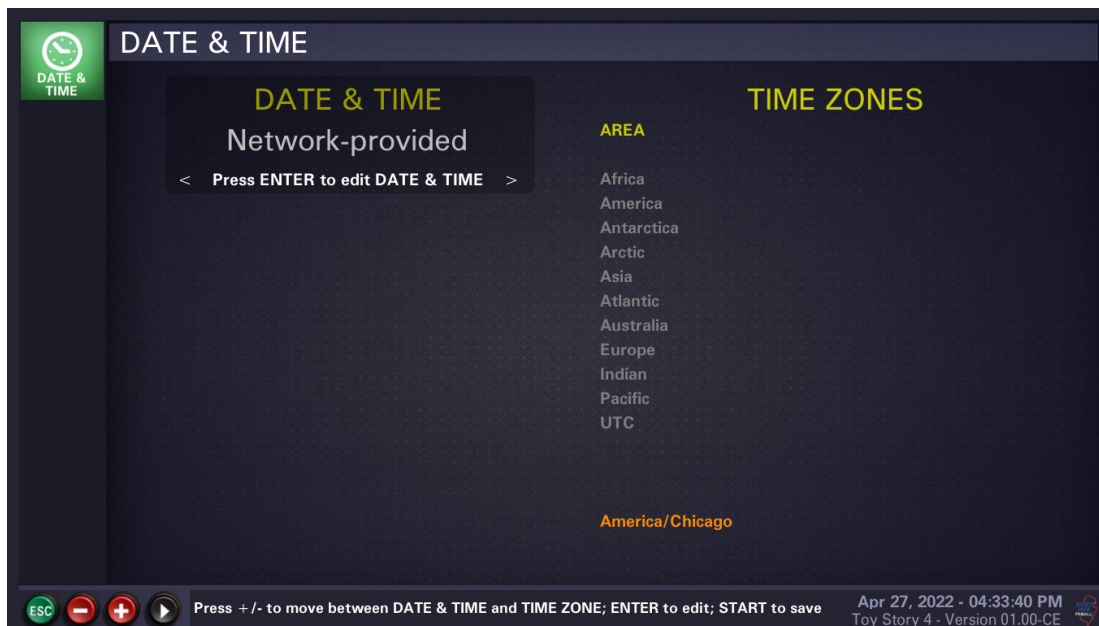 DATE & TIME
DATE &
TIME
DATE & TIME
Network-provided
< Press ENTER to edit DATE & TIME >
TIME ZONES
AREA
Africa
America
Antarctica
Arctic
Asia
Atlantic
Australia
Europe
Indian
Pacific
UTC
America/Chicago
ESC
Press +/- to move between DATE & TIME and TIME ZONE; ENTER to edit; START to save
Apr 27, 2022 - 04:33:40 PM
Toy Story 4 - Version 01.00-CE